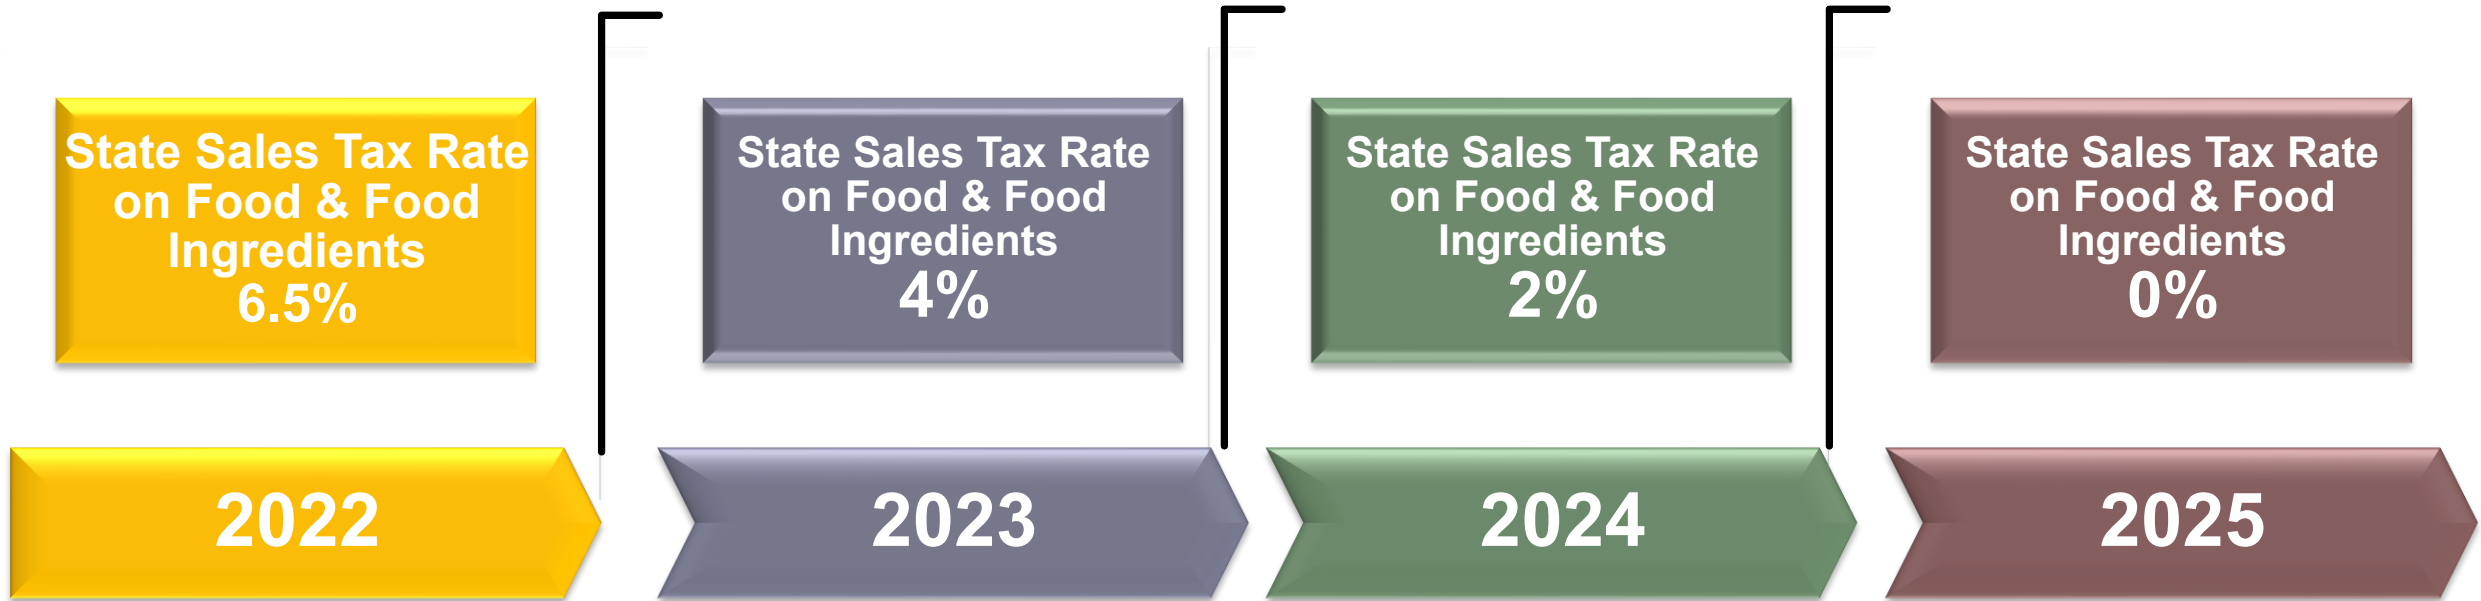 State Sales Tax Rate
on Food & Food
Ingredients
6.5%
State Sales Tax Rate
on Food & Food
Ingredients
4%
State Sales Tax Rate
on Food & Food
Ingredients
2%
State Sales Tax Rate
on Food & Food
Ingredients
0%
2022
2023
2024
2025